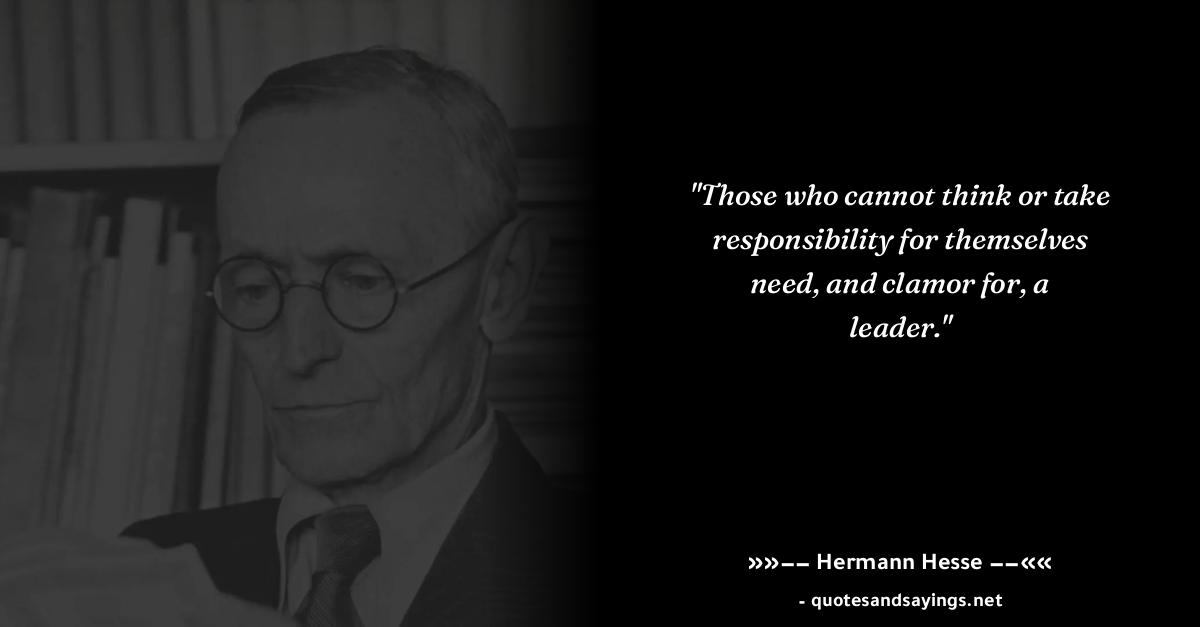 "Those who cannot think or take
responsibility for themselves
need, and clamor for, a
leader."
»»–– Hermann Hesse ––««
- quotesandsayings.net